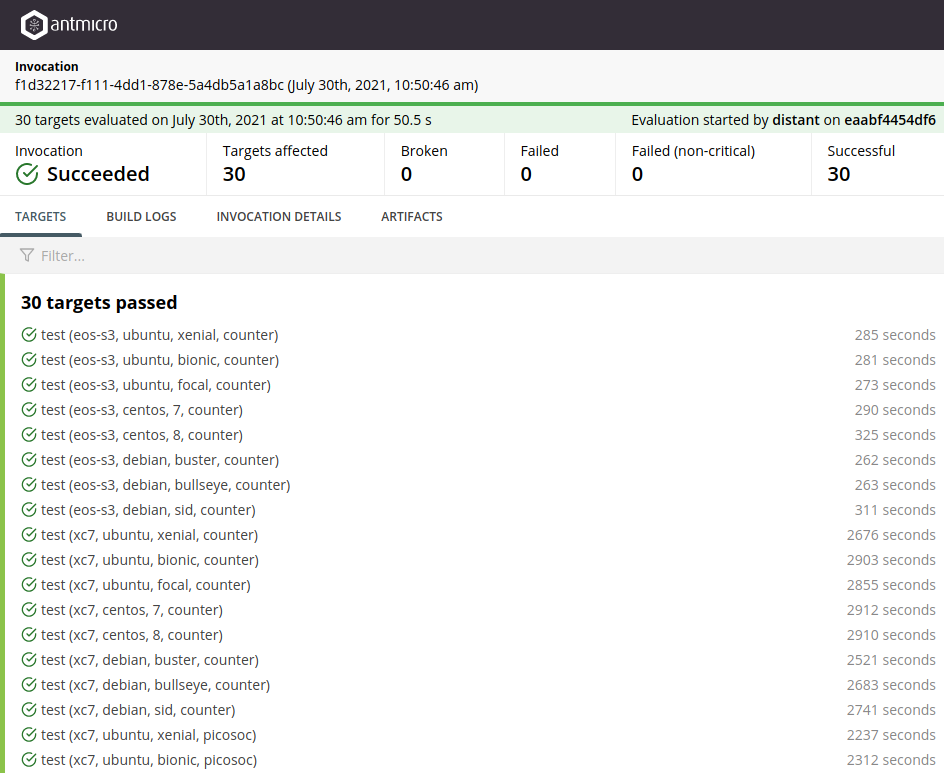 antmicro
Invocation
f1d32217-f111-4dd1-878e-5a4db5a1a8bc (July 30th, 2021, 10:50:46 am)
30 targets evaluated on July 30th, 2021 at 10:50:46 am for 50.5 s Evaluation started by distant on eaabf4454df6
Invocation Targets affected Broken Failed Failed (non-critical) Successful
Succeeded 30 0 0 0 30
TARGETS BUILD LOGS INVOCATION DETAILS ARTIFACTS
Filter...
30 targets passed
test (eos-s3, ubuntu, xenial, counter) 285 seconds
test (eos-s3, ubuntu, bionic, counter) 281 seconds
test (eos-s3, ubuntu, focal, counter) 273 seconds
test (eos-s3, centos, 7, counter) 290 seconds
test (eos-s3, centos, 8, counter) 325 seconds
test (eos-s3, debian, buster, counter) 262 seconds
test (eos-s3, debian, bullseye, counter) 263 seconds
test (eos-s3, debian, sid, counter) 311 seconds
test (xc7, ubuntu, xenial, counter) 2676 seconds
test (xc7, ubuntu, bionic, counter) 2903 seconds
test (xc7, ubuntu, focal, counter) 2855 seconds
test (xc7, centos, 7, counter) 2912 seconds
test (xc7, centos, 8, counter) 2910 seconds
test (xc7, debian, buster, counter) 2521 seconds
test (xc7, debian, bullseye, counter) 2683 seconds
test (xc7, debian, sid, counter) 2741 seconds
test (xc7, ubuntu, xenial, picosoc) 2237 seconds
test (xc7, ubuntu, bionic, picosoc) 2312 seconds